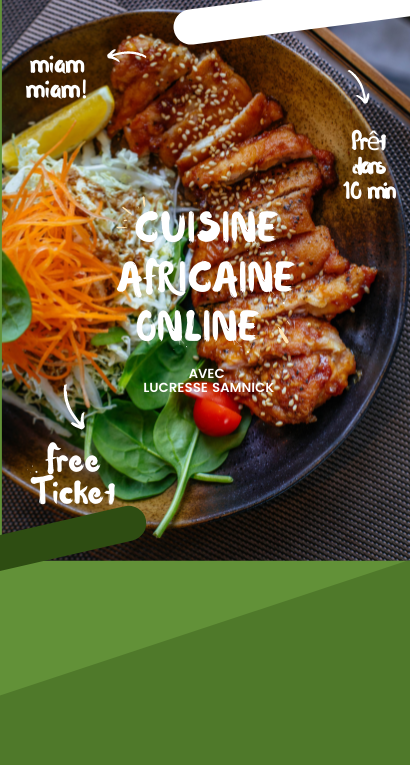 miam
miam!
Prêt
dans
10 min
CUISINE
AFRICAINE
ONLINE
AVEC
LUCRESSE SAMNICK
free
Ticket